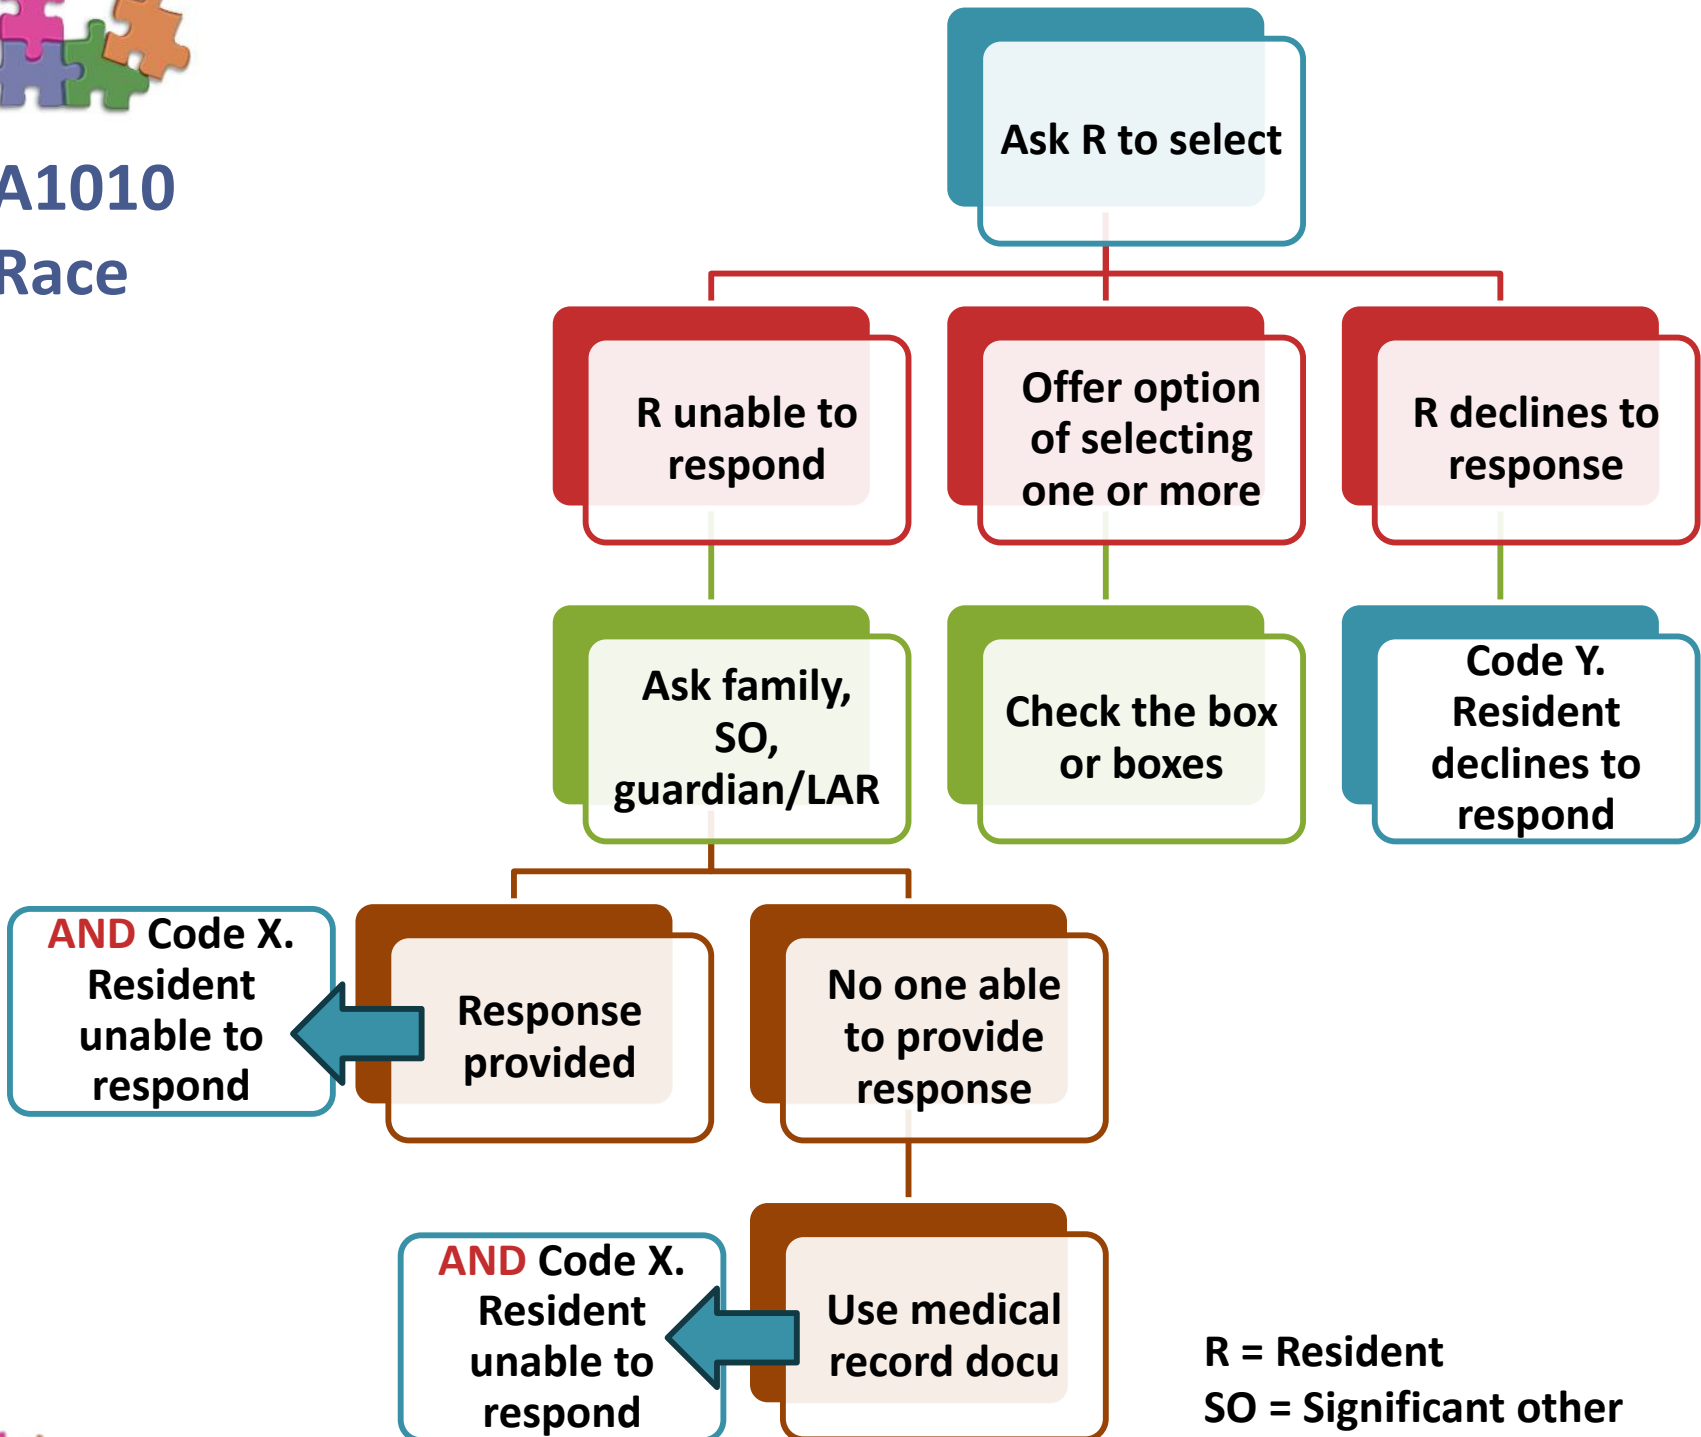 A1010
Race
Ask R to select
R unable to
respond
Offer option
of selecting
one or more
R declines to
response
Ask family,
SO,
guardian/LAR
Check the box
or boxes
Code Y.
Resident
declines to
respond
AND Code X.
Resident
unable to
respond
Response
provided
No one able
to provide
response
AND Code X.
Resident
unable to
respond
Use medical
record docu
R = Resident
SO = Significant other